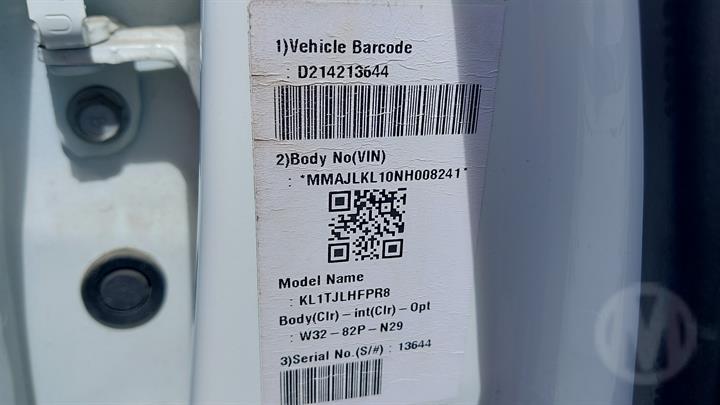 1)Vehicle Barcode
: D214213644
2)Body No(VIN)
: *MMAJLKL10NH008241*
Model Name
: KL1TJLHFPR8
Body(Clr)-int(Clr)-Opt
: W32-82P-N29
3)Serial No.(S/#) : 13644
M